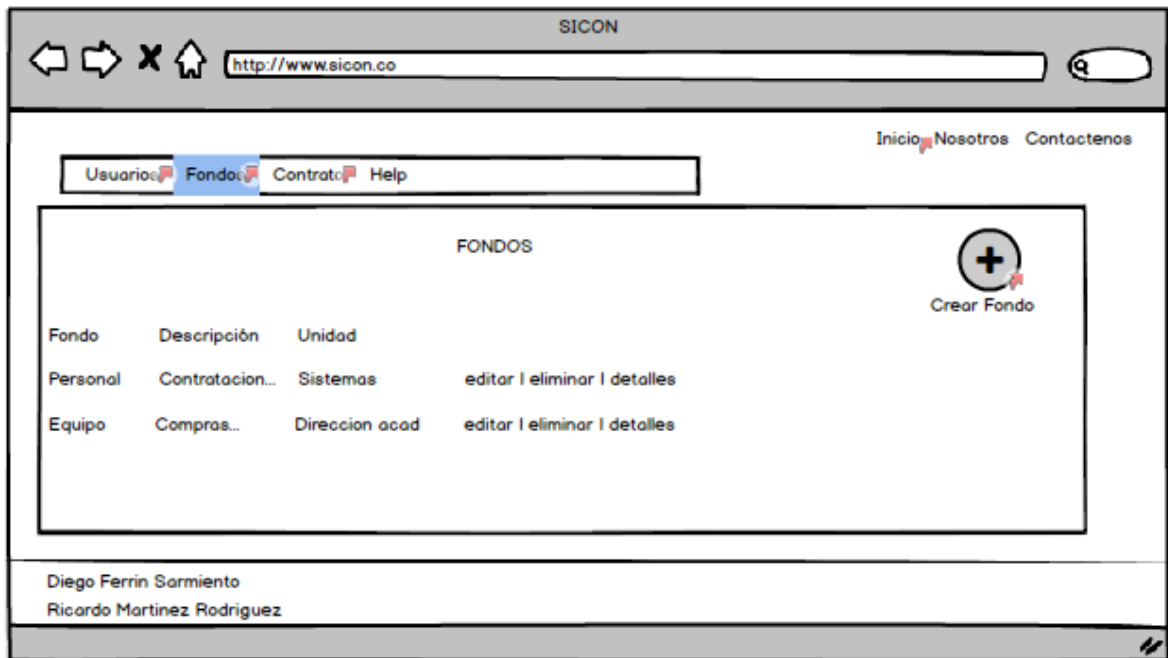 SICON
http://www.sicon.co
Inicio Nosotros Contactenos
Usuarios Fondos Contrato Help
FONDOS
Crear Fondo
Fondo Descripción Unidad
Personal Contratacion... Sistemas editar | eliminar | detalles
Equipo Compras... Direccion acad editar | eliminar | detalles
Diego Ferrin Sarmiento
Ricardo Martinez Rodriguez